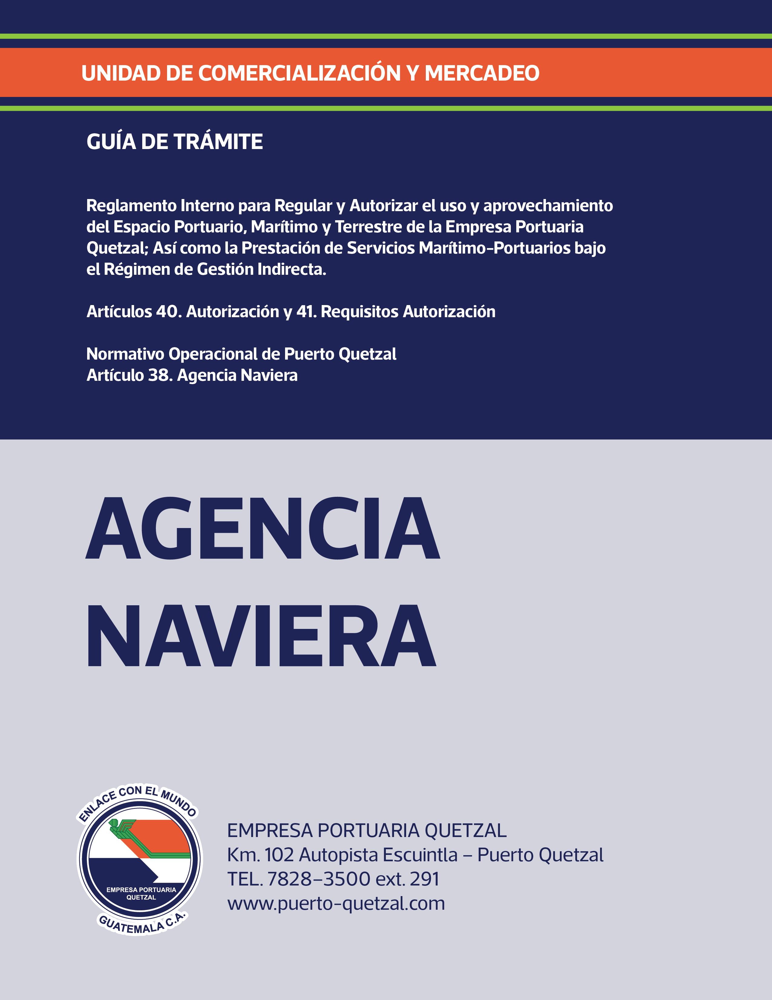 UNIDAD DE COMERCIALIZACIÓN Y MERCADEO
GUÍA DE TRÁMITE
Reglamento Interno para Regular y Autorizar el uso y aprovechamiento
del Espacio Portuario, Marítimo y Terrestre de la Empresa Portuaria
Quetzal; Así como la Prestación de Servicios Marítimo-Portuarios bajo
el Régimen de Gestión Indirecta.
Artículos 40. Autorización y 41. Requisitos Autorización
Normativo Operacional de Puerto Quetzal
Artículo 38. Agencia Naviera
AGENCIA
NAVIERA
ENLACE CON EL MUNDO
EMPRESA PORTUARIA
QUETZAL
GUATEMALA C.A.
EMPRESA PORTUARIA QUETZAL
Km. 102 Autopista Escuintla – Puerto Quetzal
TEL. 7828–3500 ext. 291
www.puerto-quetzal.com